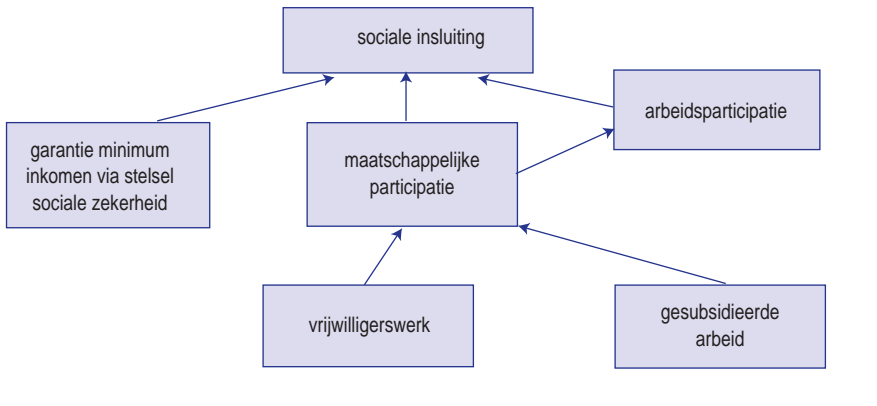 sociale insluiting
arbeidsparticipatie
garantie minimum
inkomen via stelsel
sociale zekerheid
maatschappelijke
participatie
vrijwilligerswerk
gesubsidieerde
arbeid